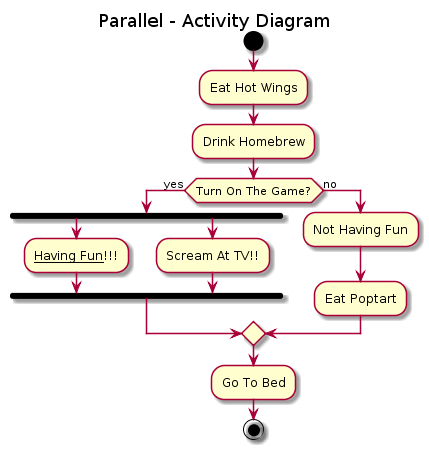 Parallel - Activity Diagram
Eat Hot Wings
Drink Homebrew
yes
Turn On The Game?
no
Having Fun!!!
Scream At TV!!
Not Having Fun
Eat Poptart
Go To Bed